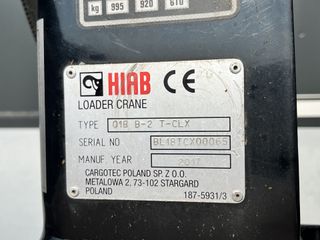 kg 995 920 610
HIAB CE
LOADER CRANE
TYPE 018 B-2 T-CLX
SERIAL NO BL18TCX00065
MANUF. YEAR 2017
CARGOTEC POLAND SP. Z O.O.
METALOWA 2, 73-102 STARGARD
POLAND
187-5931/3